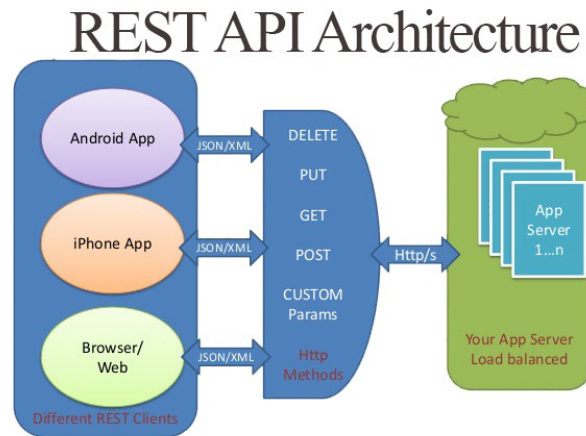 REST API Architecture
Android App
iPhone App
Browser/
Web
Different REST Clients
JSON/XML
JSON/XML
JSON/XML
DELETE
PUT
GET
POST
CUSTOM
Params
Http
Methods
Http/s
App
Server
1...n
Your App Server
Load balanced